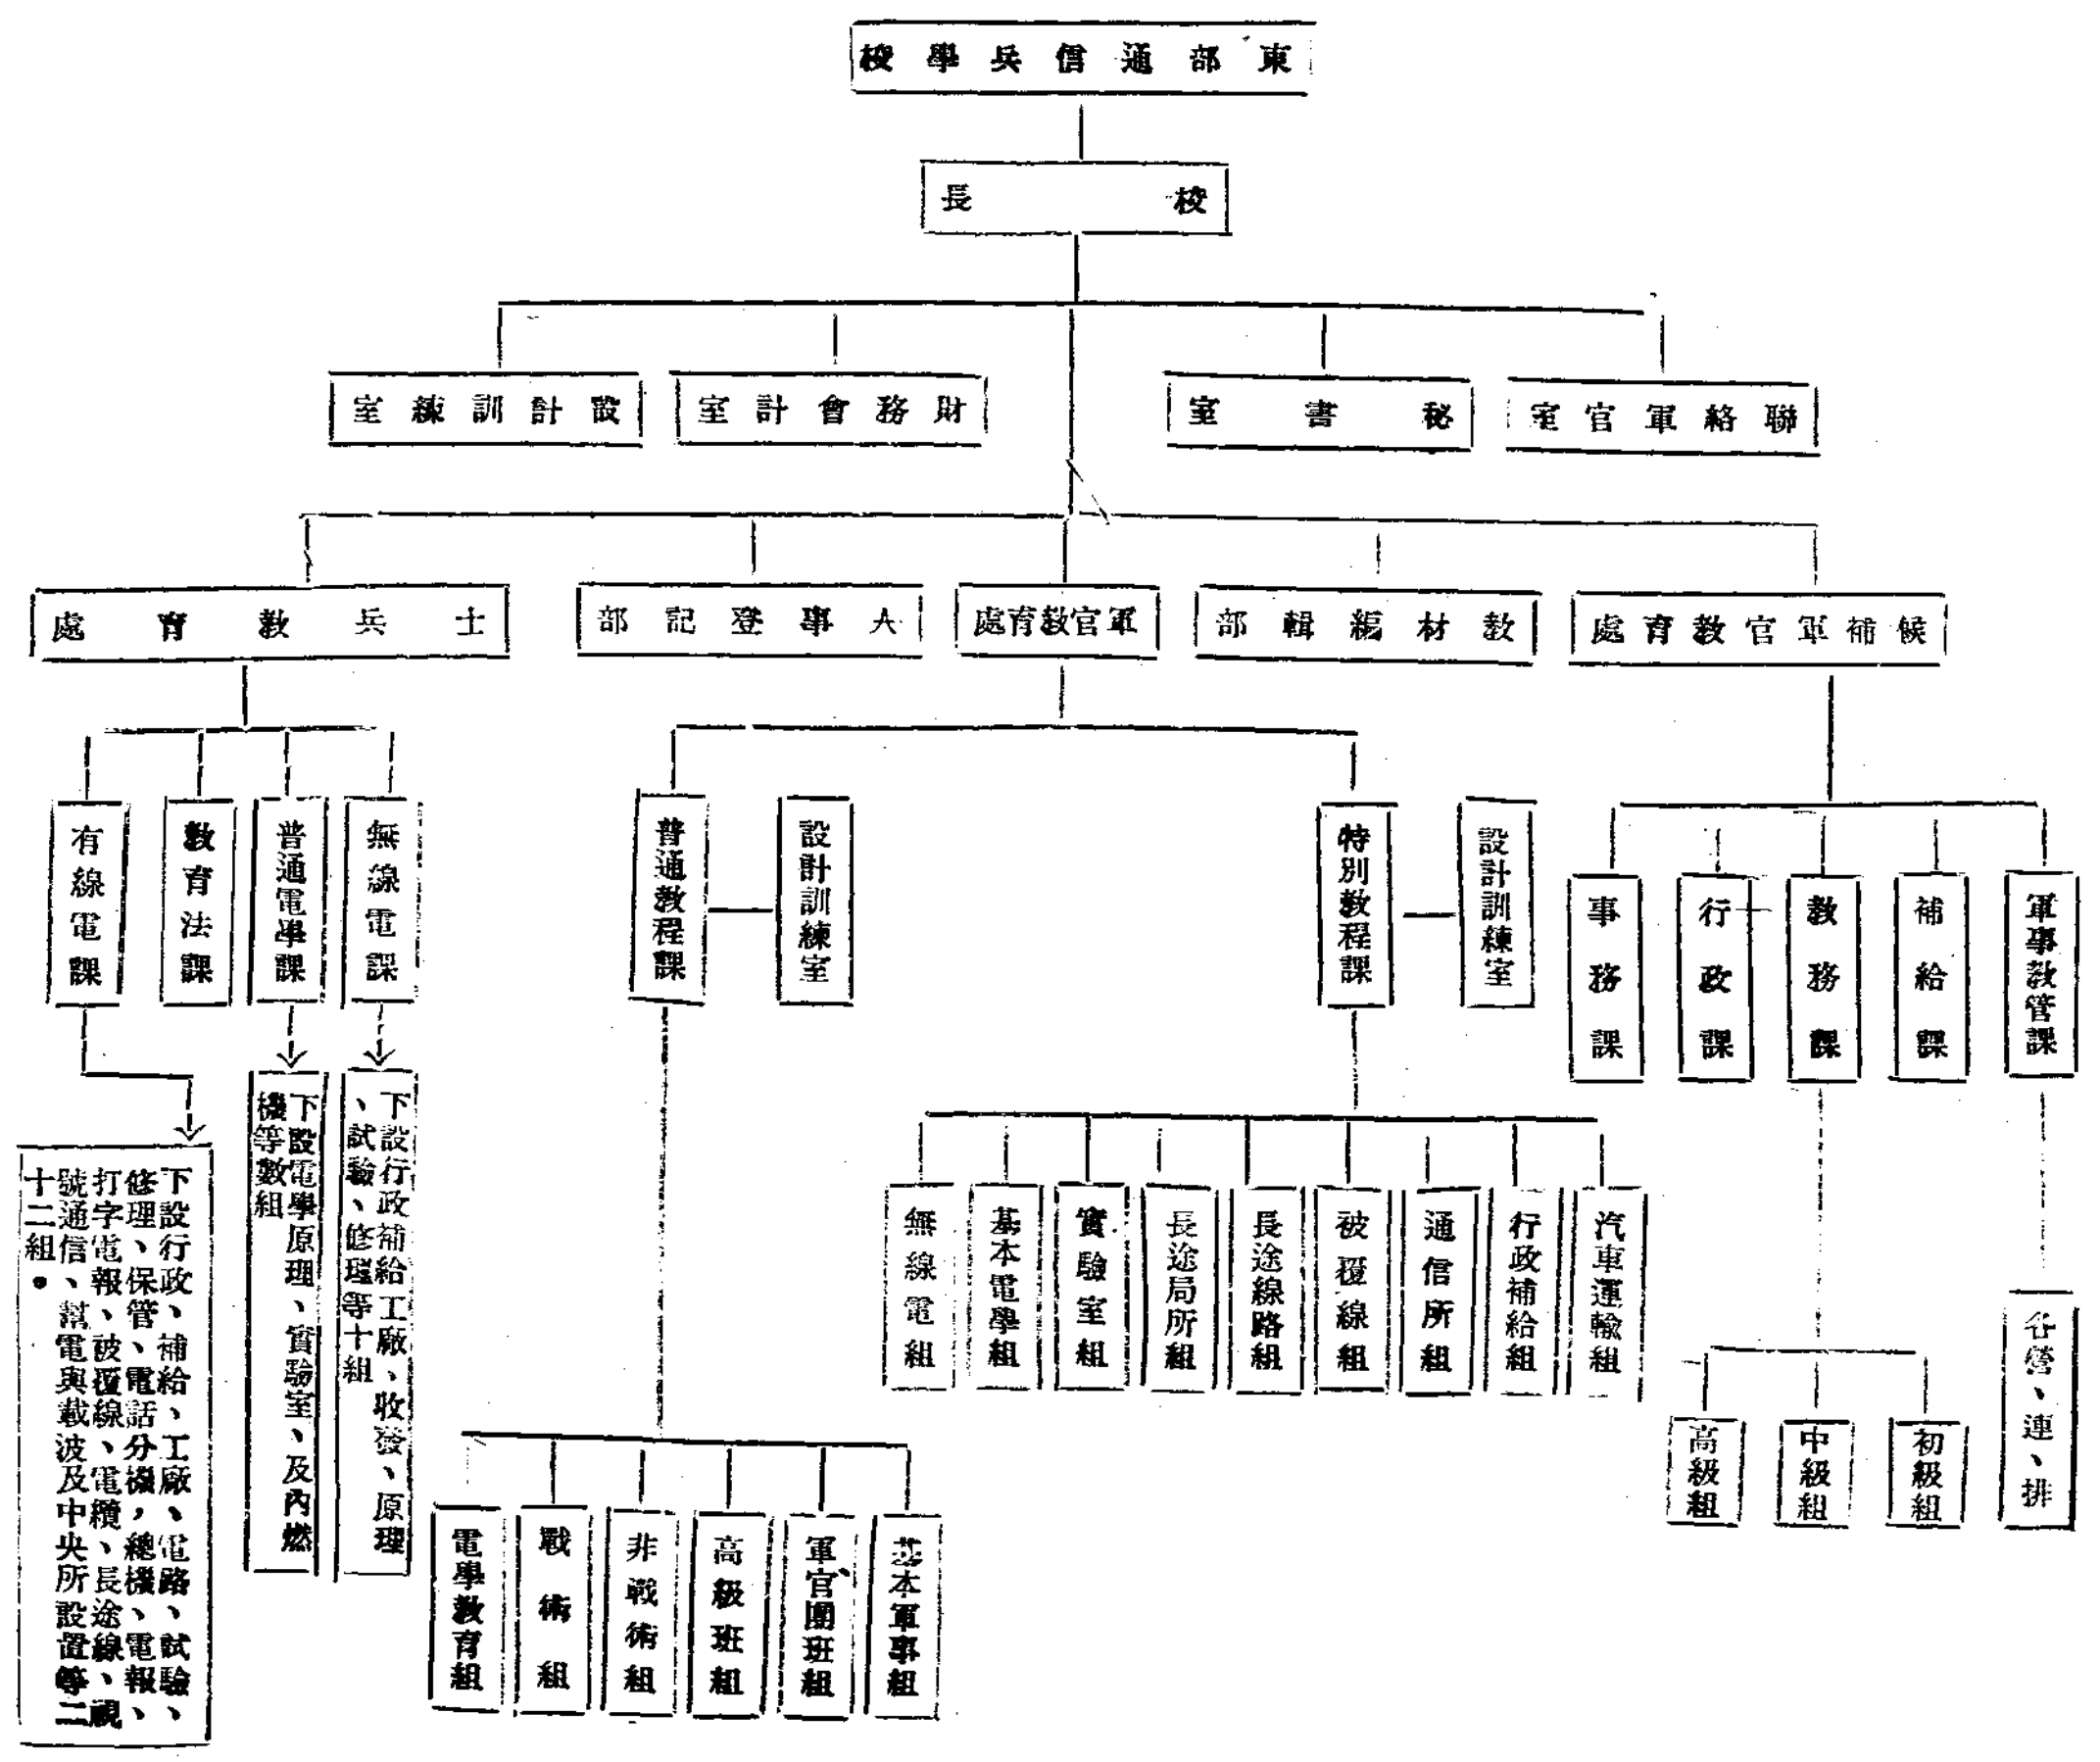 東部通信兵學校
校長
聯絡軍官室
秘書室
財務會計室
設計訓練室
候補軍官教育處
教材編輯部
軍官教育處
人事登記部
士兵教育處
軍事教管課
補給課
教務課
行政課
事務課
設計訓練室
特別教程課
設計訓練室
普通教程課
無線電課
普通電學課
教育法課
有線電課
各營、連、排
初級組
中級組
高級組
汽車運輸組
行政補給組
通信所組
被覆線組
長途線路組
長途局所組
實驗室組
基本電學組
無線電組
基本軍事組
軍官團班組
高級班組
非戰術組
戰術組
電學教育組
下設行政補給工廠、收發、原理
、試驗、修理等十組
下設電學原理、實驗室、及內燃
機等數組
下設行政、補給、工廠、電路、試驗、
修理、保管、電話分機，總機、電報、
打字電報、被覆線、電纜、長途線、視
號通信、幫電與載波及中央所設置等二
十二組。